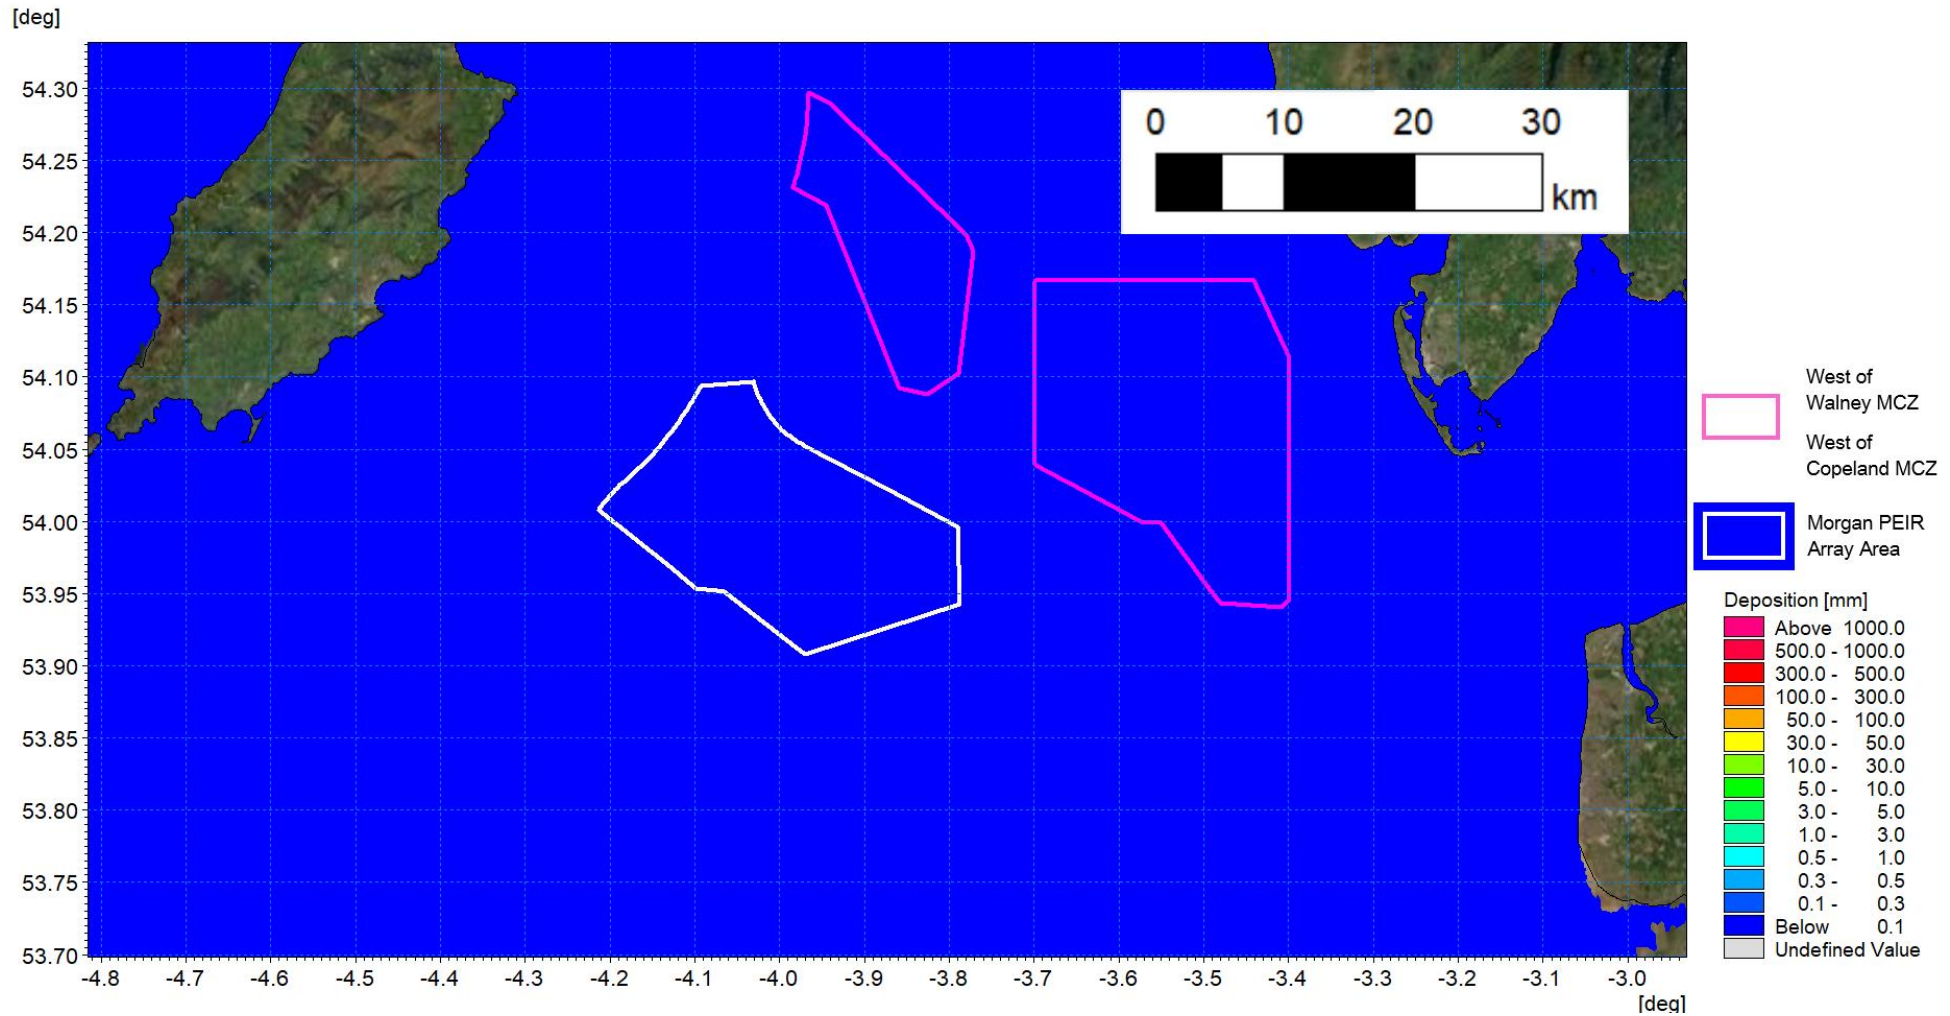 [deg]
54.30
54.25
54.20
54.15
54.10
54.05
54.00
53.95
53.90
53.85
53.80
53.75
53.70
-4.8 -4.7 -4.6 -4.5 -4.4 -4.3 -4.2 -4.1 -4.0 -3.9 -3.8 -3.7 -3.6 -3.5 -3.4 -3.3 -3.2 -3.1 -3.0
[deg]
0 10 20 30
km
West of
Walney MCZ
West of
Copeland MCZ
Morgan PEIR
Array Area
Deposition [mm]
Above 1000.0
500.0 - 1000.0
300.0 - 500.0
100.0 - 300.0
50.0 - 100.0
30.0 - 50.0
10.0 - 30.0
5.0 - 10.0
3.0 - 5.0
1.0 - 3.0
0.5 - 1.0
0.3 - 0.5
0.1 - 0.3
Below 0.1
Undefined Value